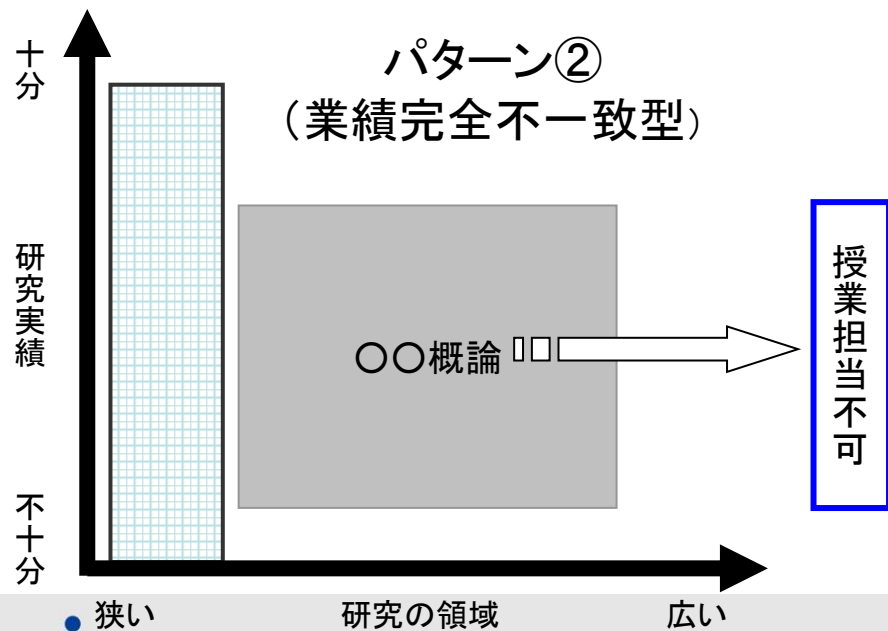 パターン②
（業績完全不一致型）
十分
研究実績
不十分
〇〇概論
授業担当不可
狭い
研究の領域
広い